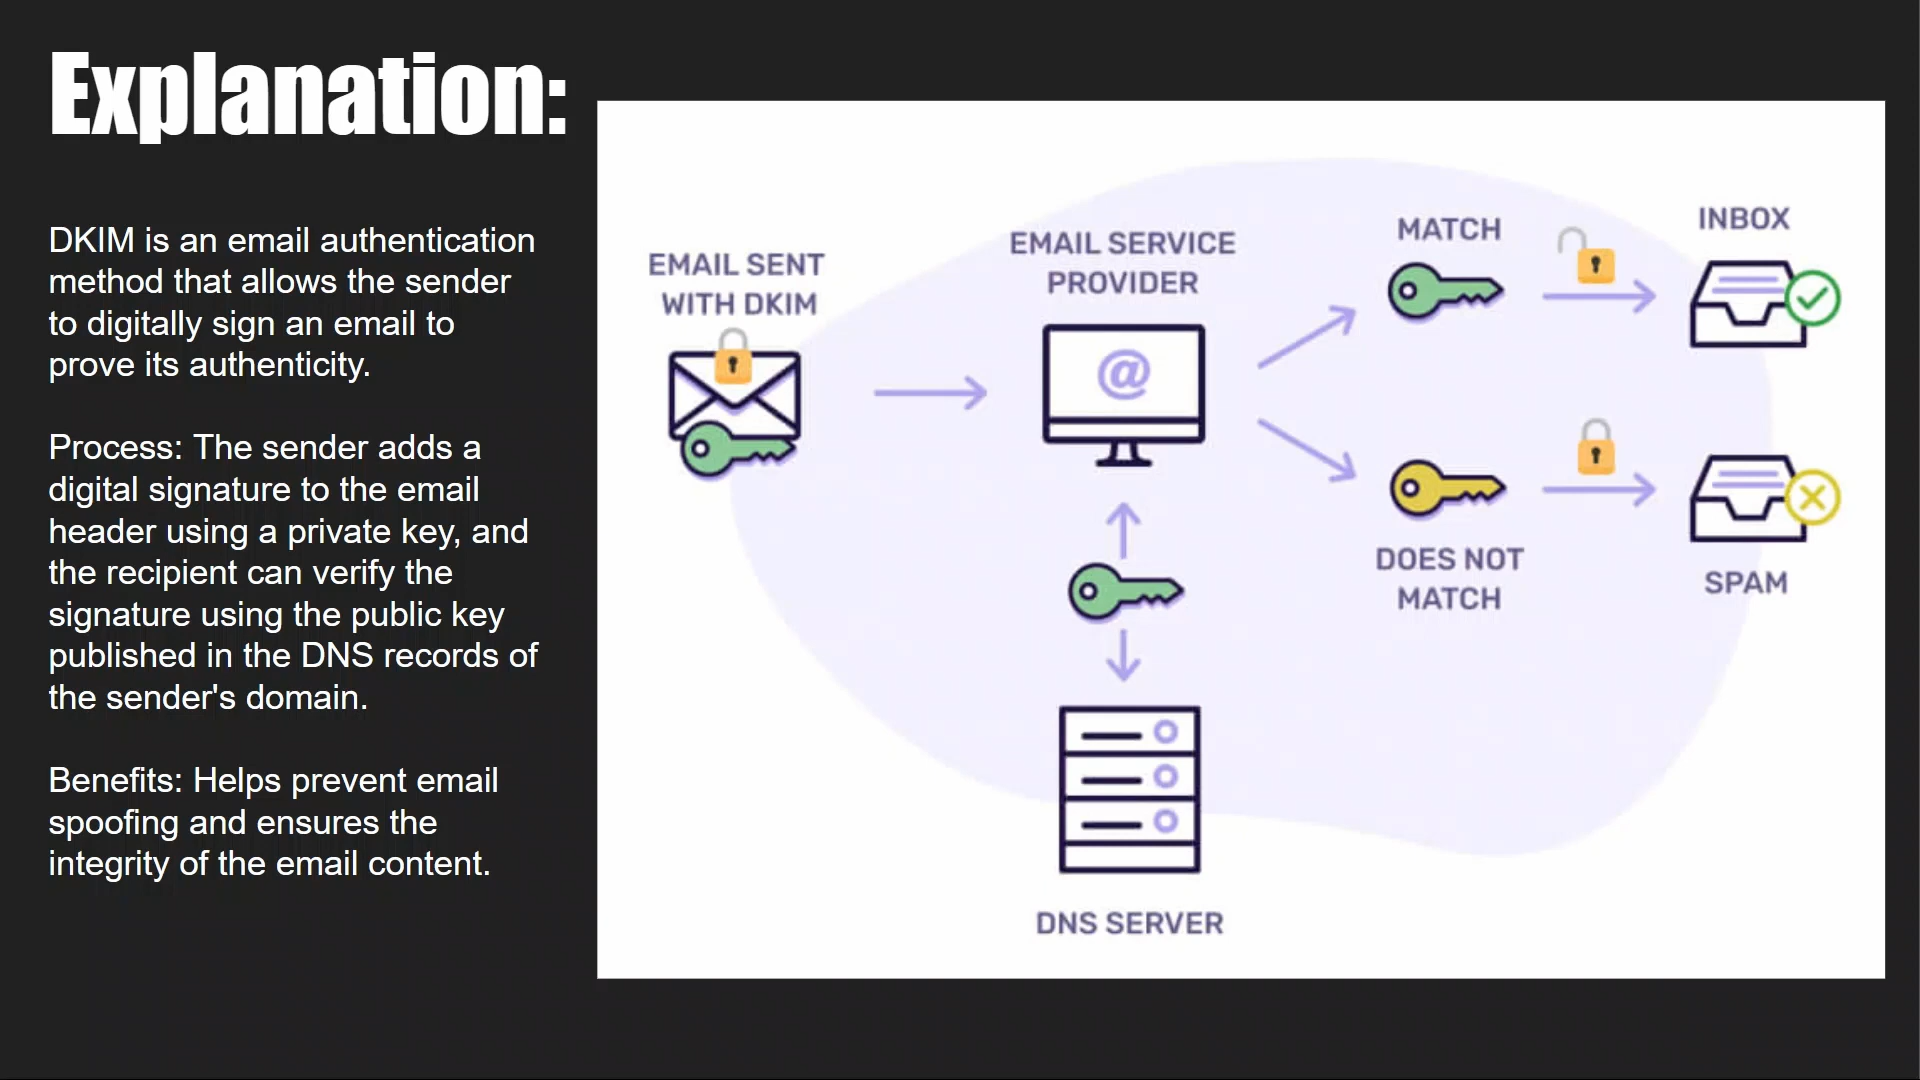 Explanation:
DKIM is an email authentication
method that allows the sender
to digitally sign an email to
prove its authenticity.
Process: The sender adds a
digital signature to the email
header using a private key, and
the recipient can verify the
signature using the public key
published in the DNS records of
the sender's domain.
Benefits: Helps prevent email
spoofing and ensures the
integrity of the email content.
EMAIL SENT
WITH DKIM
EMAIL SERVICE
PROVIDER
@
MATCH
INBOX
DOES NOT
MATCH
SPAM
DNS SERVER